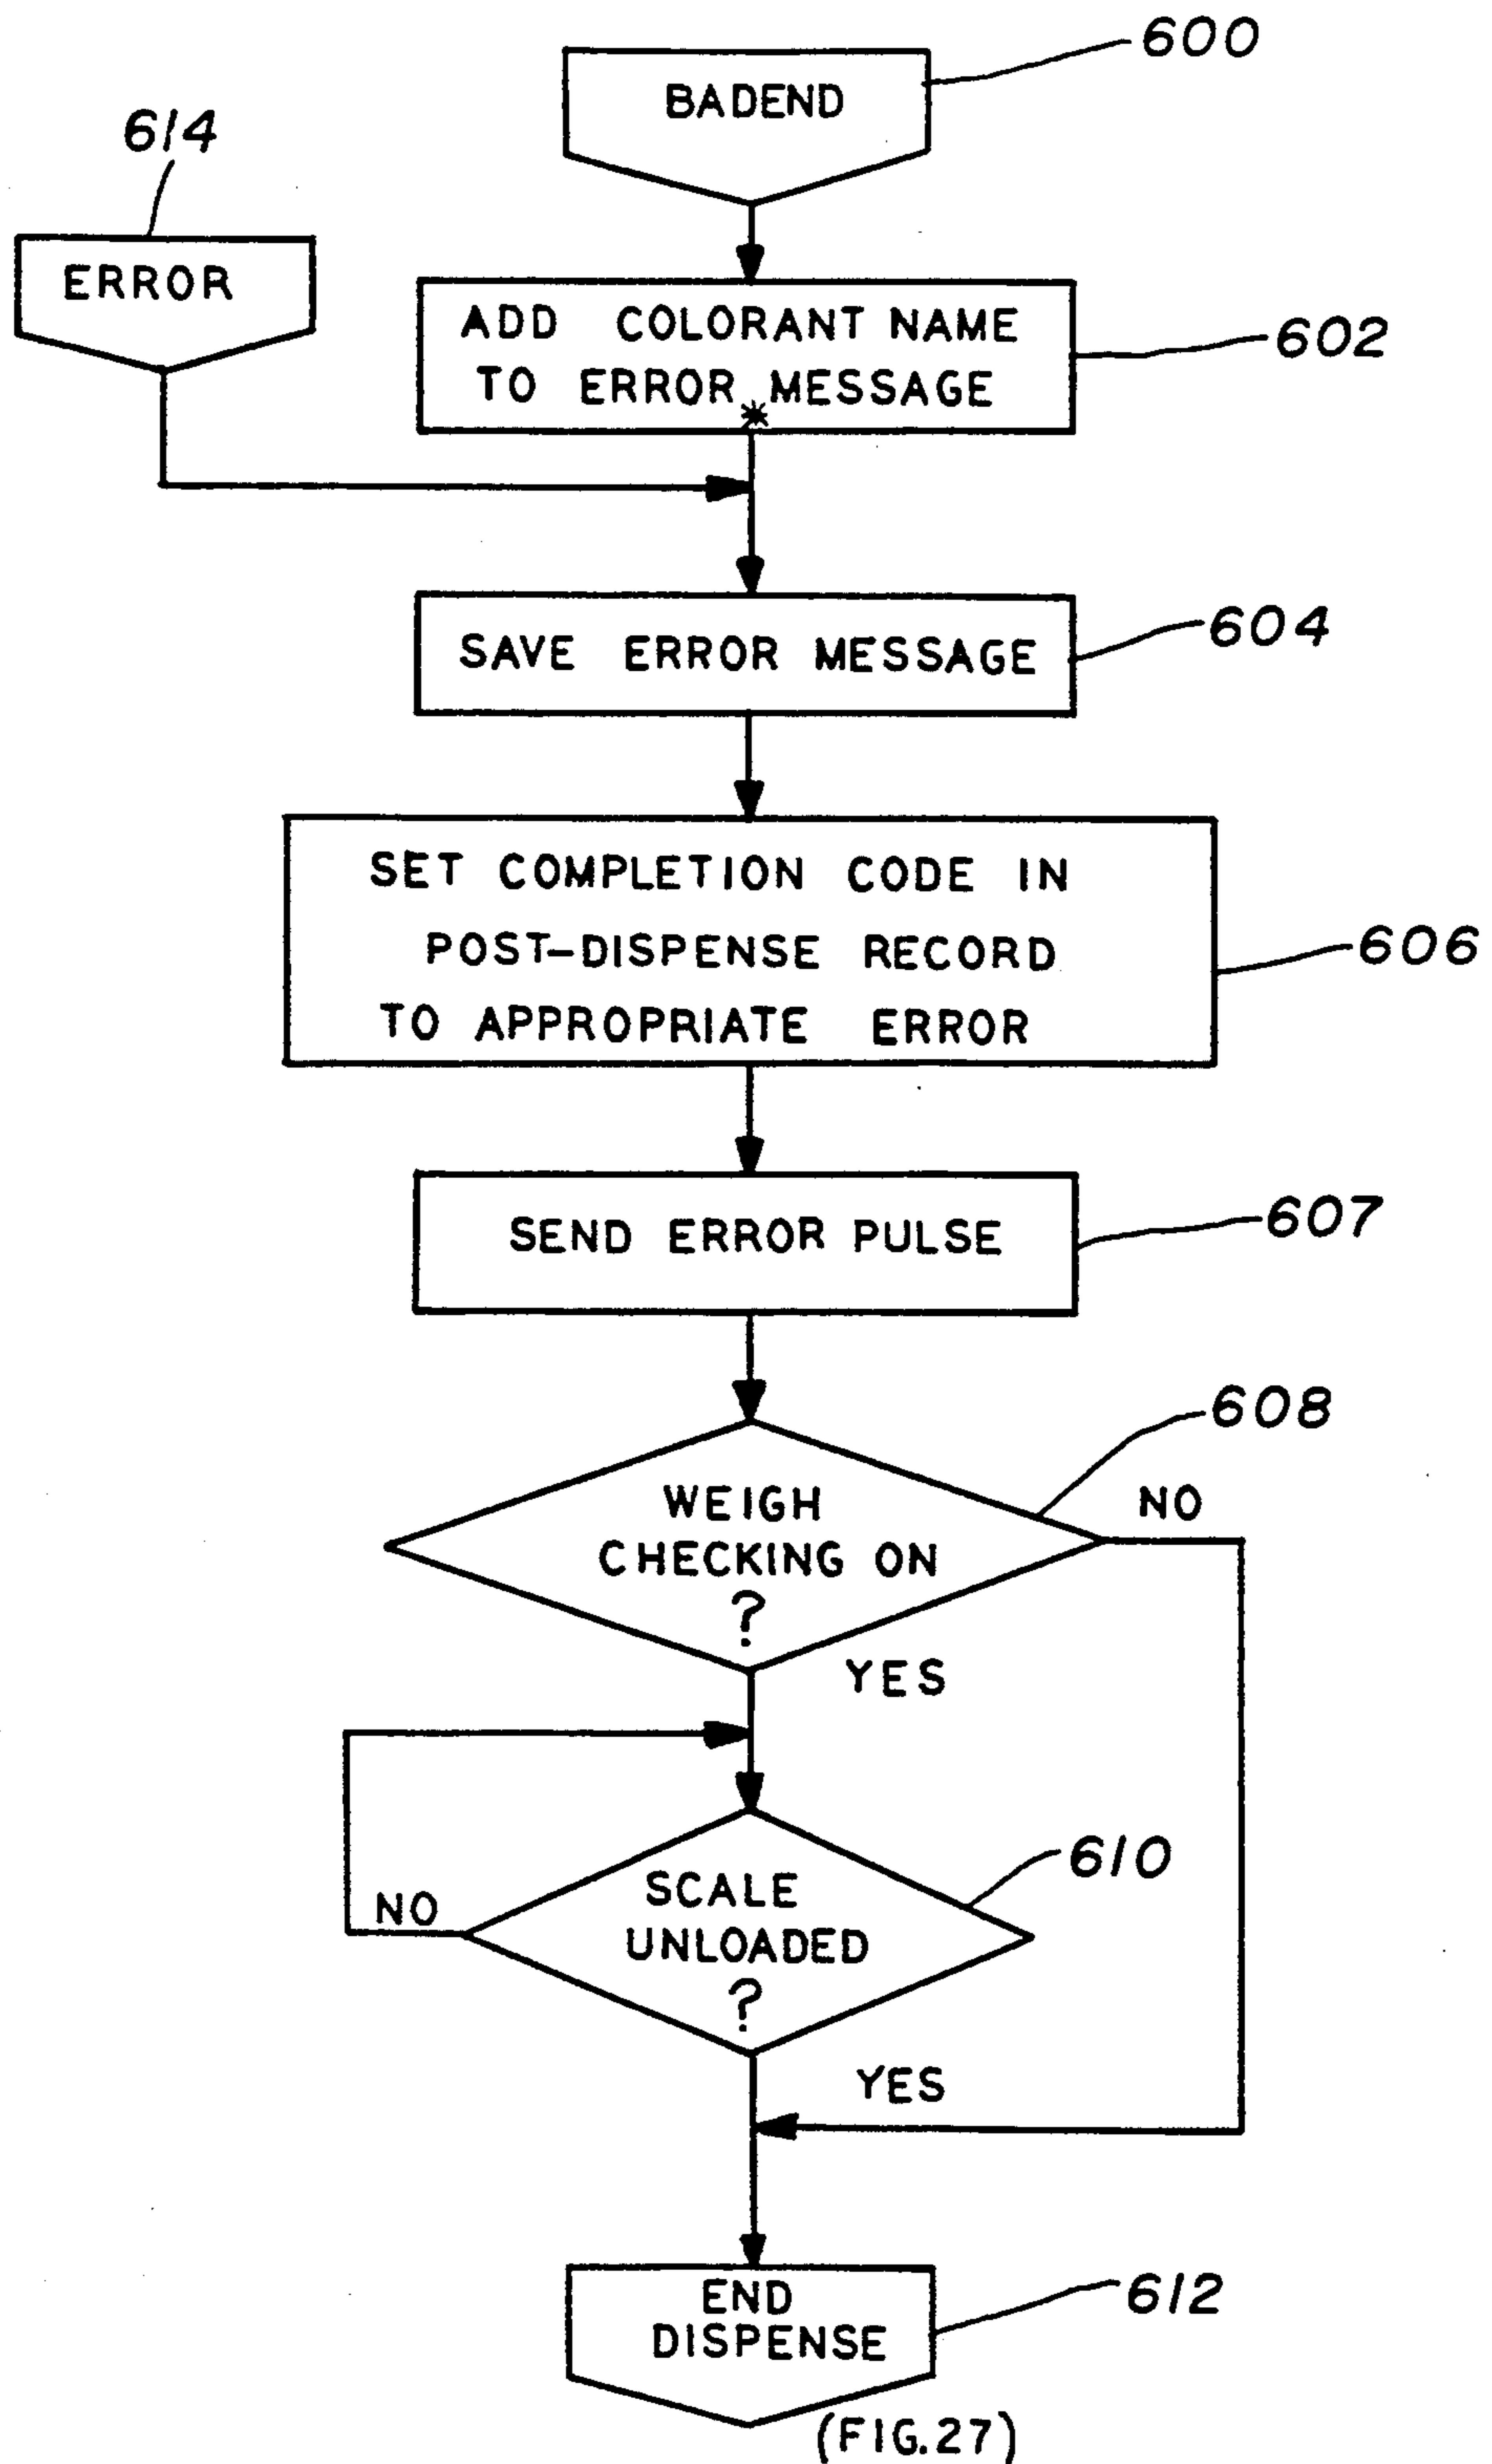 600
BADEND
614
ERROR
ADD COLORANT NAME
TO ERROR MESSAGE
*
602
SAVE ERROR MESSAGE
604
SET COMPLETION CODE IN
POST-DISPENSE RECORD
TO APPROPRIATE ERROR
606
SEND ERROR PULSE
607
608
WEIGH
CHECKING ON
?
NO
YES
610
SCALE
UNLOADED
?
NO
YES
END
DISPENSE
612
(FIG.27)